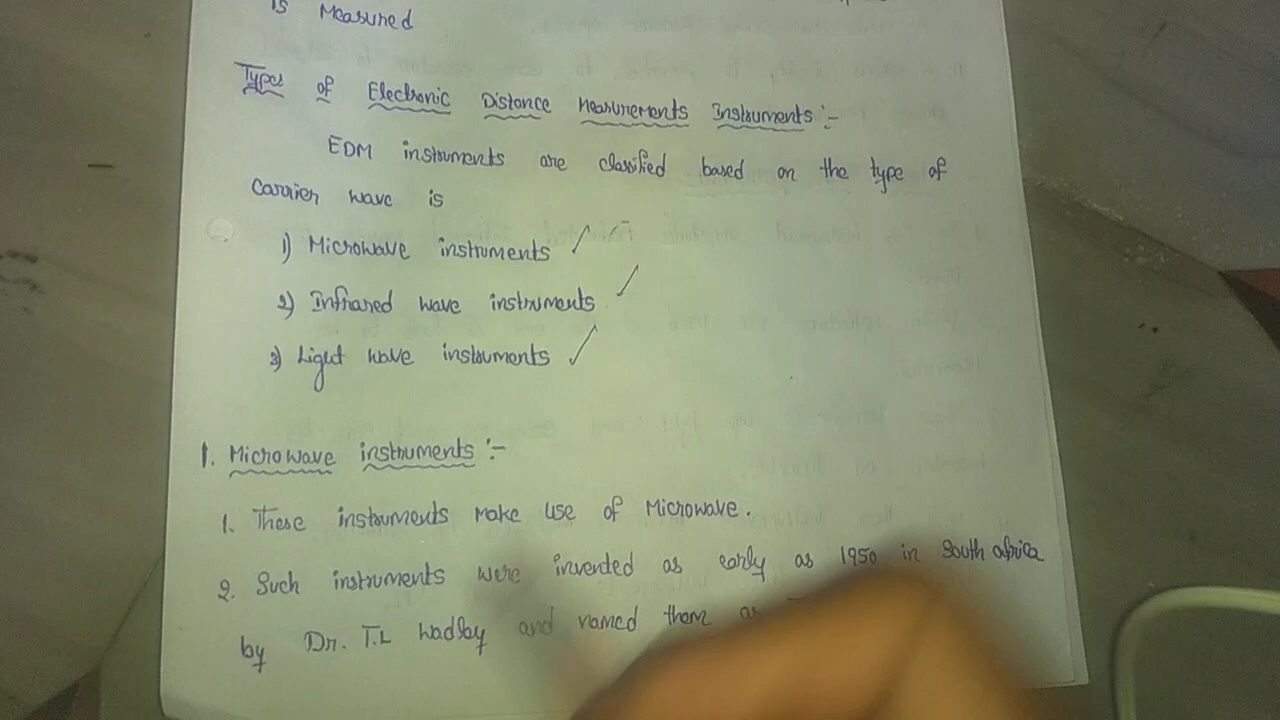 is Measured
Types of Electronic Distance Measurements Instruments :-
EDM instruments are classified based on the type of
Carrier wave is
1) Microwave instruments
2) Infrared wave instruments
3) Light wave instruments
1. Microwave instruments :-
1. These instruments make use of Microwave.
2. Such instruments were invented as early as 1950 in South africa
by Dr. T.L Wadley and named them as